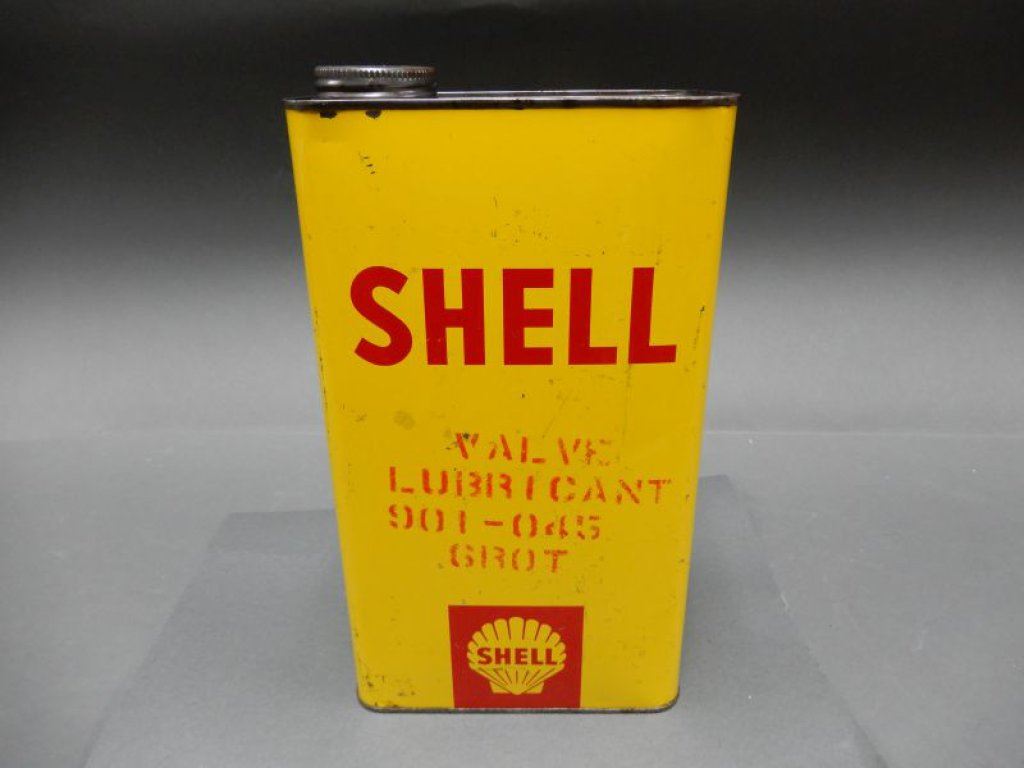 SHELL
VALVE
LUBRICANT
901-045
GROT
SHELL